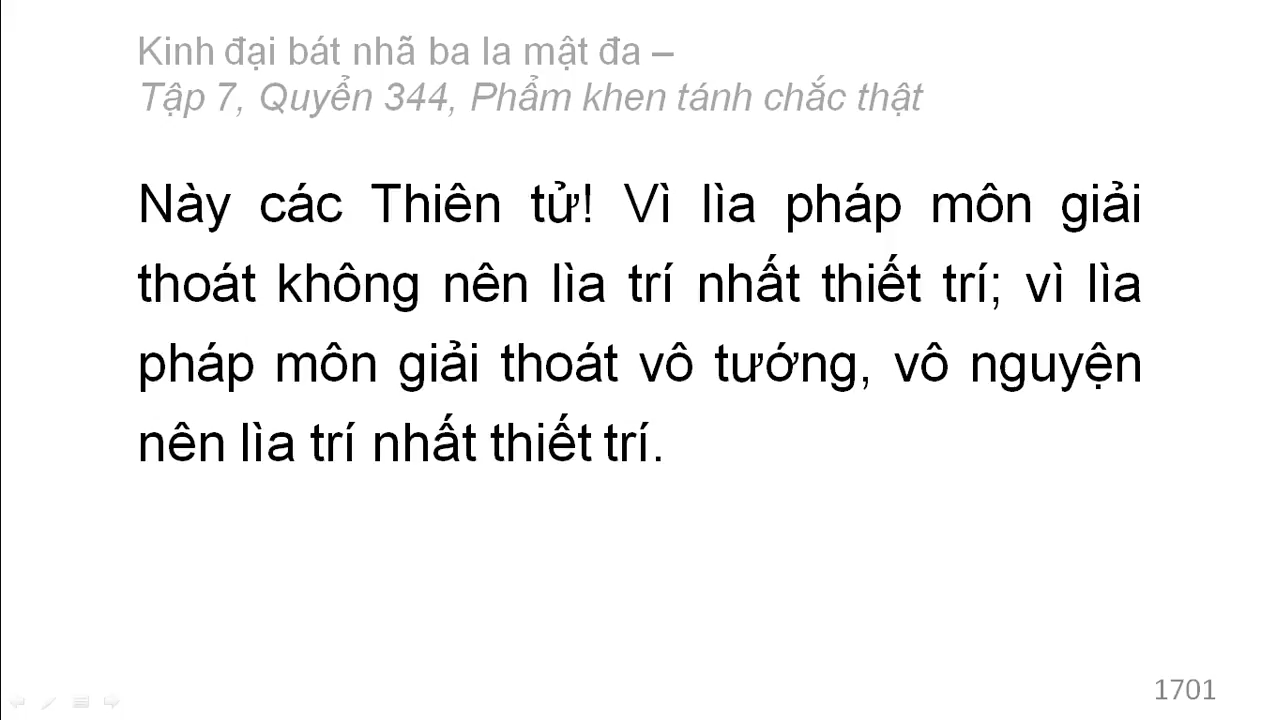 Kinh đại bát nhã ba la mật đa –
Tập 7, Quyển 344, Phẩm khen tánh chắc thật
Này các Thiên tử! Vì lìa pháp môn giải
thoát không nên lìa trí nhất thiết trí; vì lìa
pháp môn giải thoát vô tướng, vô nguyện
nên lìa trí nhất thiết trí.
1701